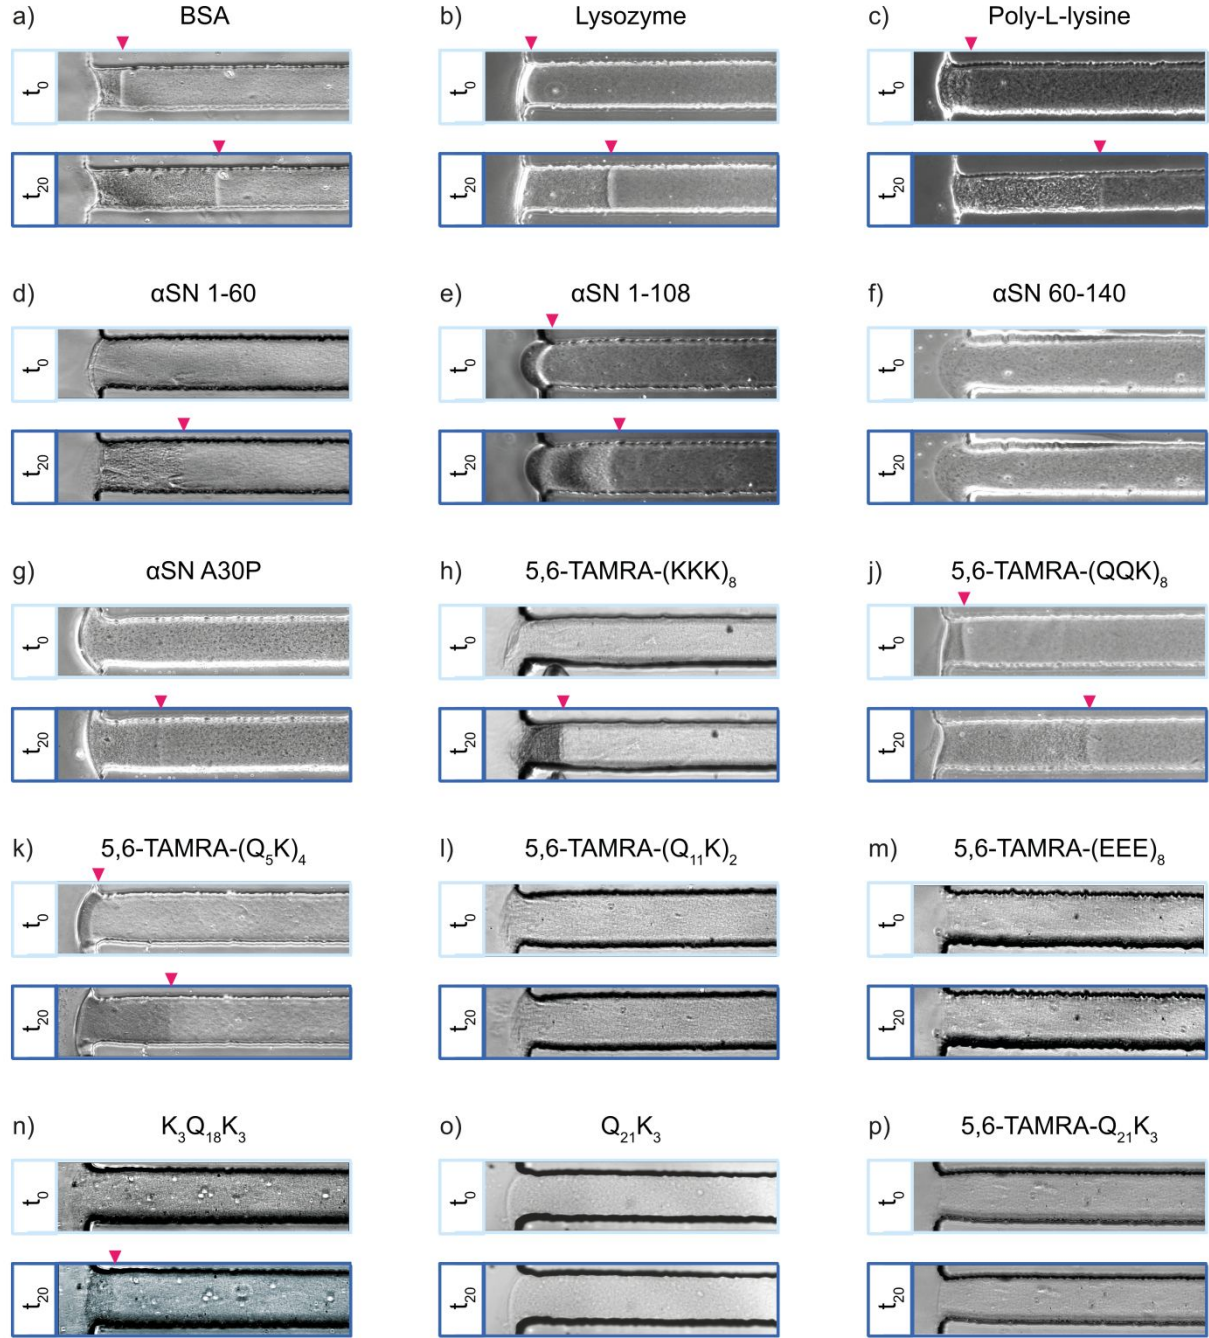 a) BSA
t₀
t₂₀
b) Lysozyme
t₀
t₂₀
c) Poly-L-lysine
t₀
t₂₀
d) αSN 1-60
t₀
t₂₀
e) αSN 1-108
t₀
t₂₀
f) αSN 60-140
t₀
t₂₀
g) αSN A30P
t₀
t₂₀
h) 5,6-TAMRA-(KKK)₈
t₀
t₂₀
j) 5,6-TAMRA-(QQK)₈
t₀
t₂₀
k) 5,6-TAMRA-(Q₅K)₄
t₀
t₂₀
l) 5,6-TAMRA-(Q₁₁K)₂
t₀
t₂₀
m) 5,6-TAMRA-(EEE)₈
t₀
t₂₀
n) K₃Q₁₈K₃
t₀
t₂₀
o) Q₂₁K₃
t₀
t₂₀
p) 5,6-TAMRA-Q₂₁K₃
t₀
t₂₀